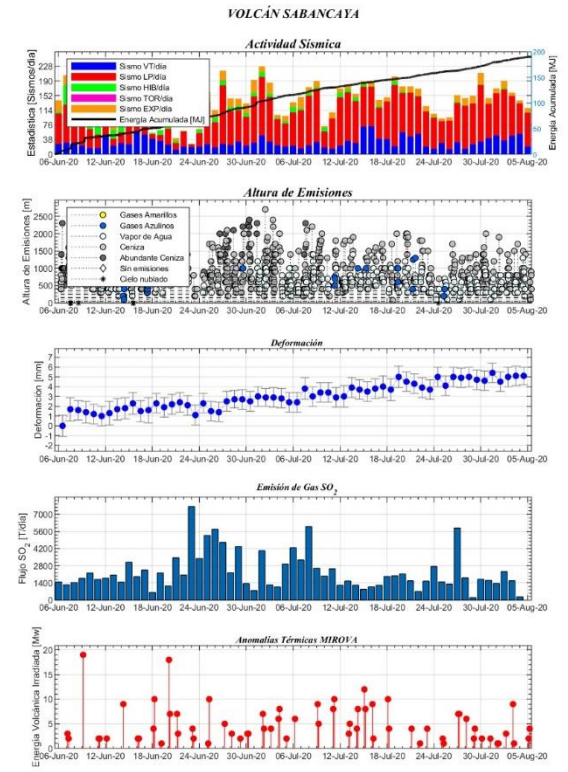 VOLCÁN SABANCAYA
Actividad Sísmica
Estadística [Sismos/día]
228
190
152
114
76
38
0
Sismo VT/día
Sismo LP/día
Sismo HIB/día
Sismo TOR/día
Sismo EXP/día
Energía Acumulada [MJ]
200
150
100
50
0
Energía Acumulada [MJ]
06-Jun-20 12-Jun-20 18-Jun-20 24-Jun-20 30-Jun-20 06-Jul-20 12-Jul-20 18-Jul-20 24-Jul-20 30-Jul-20 05-Aug-20
Altura de Emisiones
Altura de Emisiones [m]
2500
2000
1500
1000
500
0
Gases Amarillos
Gases Azulinos
Vapor de Agua
Ceniza
Abundante Ceniza
Sin emisiones
Cielo nublado
06-Jun-20 12-Jun-20 18-Jun-20 24-Jun-20 30-Jun-20 06-Jul-20 12-Jul-20 18-Jul-20 24-Jul-20 30-Jul-20 05-Aug-20
Deformación
Deformación [mm]
7
6
5
4
3
2
1
0
-1
-2
06-Jun-20 12-Jun-20 18-Jun-20 24-Jun-20 30-Jun-20 06-Jul-20 12-Jul-20 18-Jul-20 24-Jul-20 30-Jul-20 05-Aug-20
Emisión de Gas SO₂
Flujo SO₂ [T/día]
7000
5600
4200
2800
1400
0
06-Jun-20 12-Jun-20 18-Jun-20 24-Jun-20 30-Jun-20 06-Jul-20 12-Jul-20 18-Jul-20 24-Jul-20 30-Jul-20 05-Aug-20
Anomalías Térmicas MIROVA
Energía Volcánica Irradiada [Mw]
20
15
10
5
0
06-Jun-20 12-Jun-20 18-Jun-20 24-Jun-20 30-Jun-20 06-Jul-20 12-Jul-20 18-Jul-20 24-Jul-20 30-Jul-20 05-Aug-20